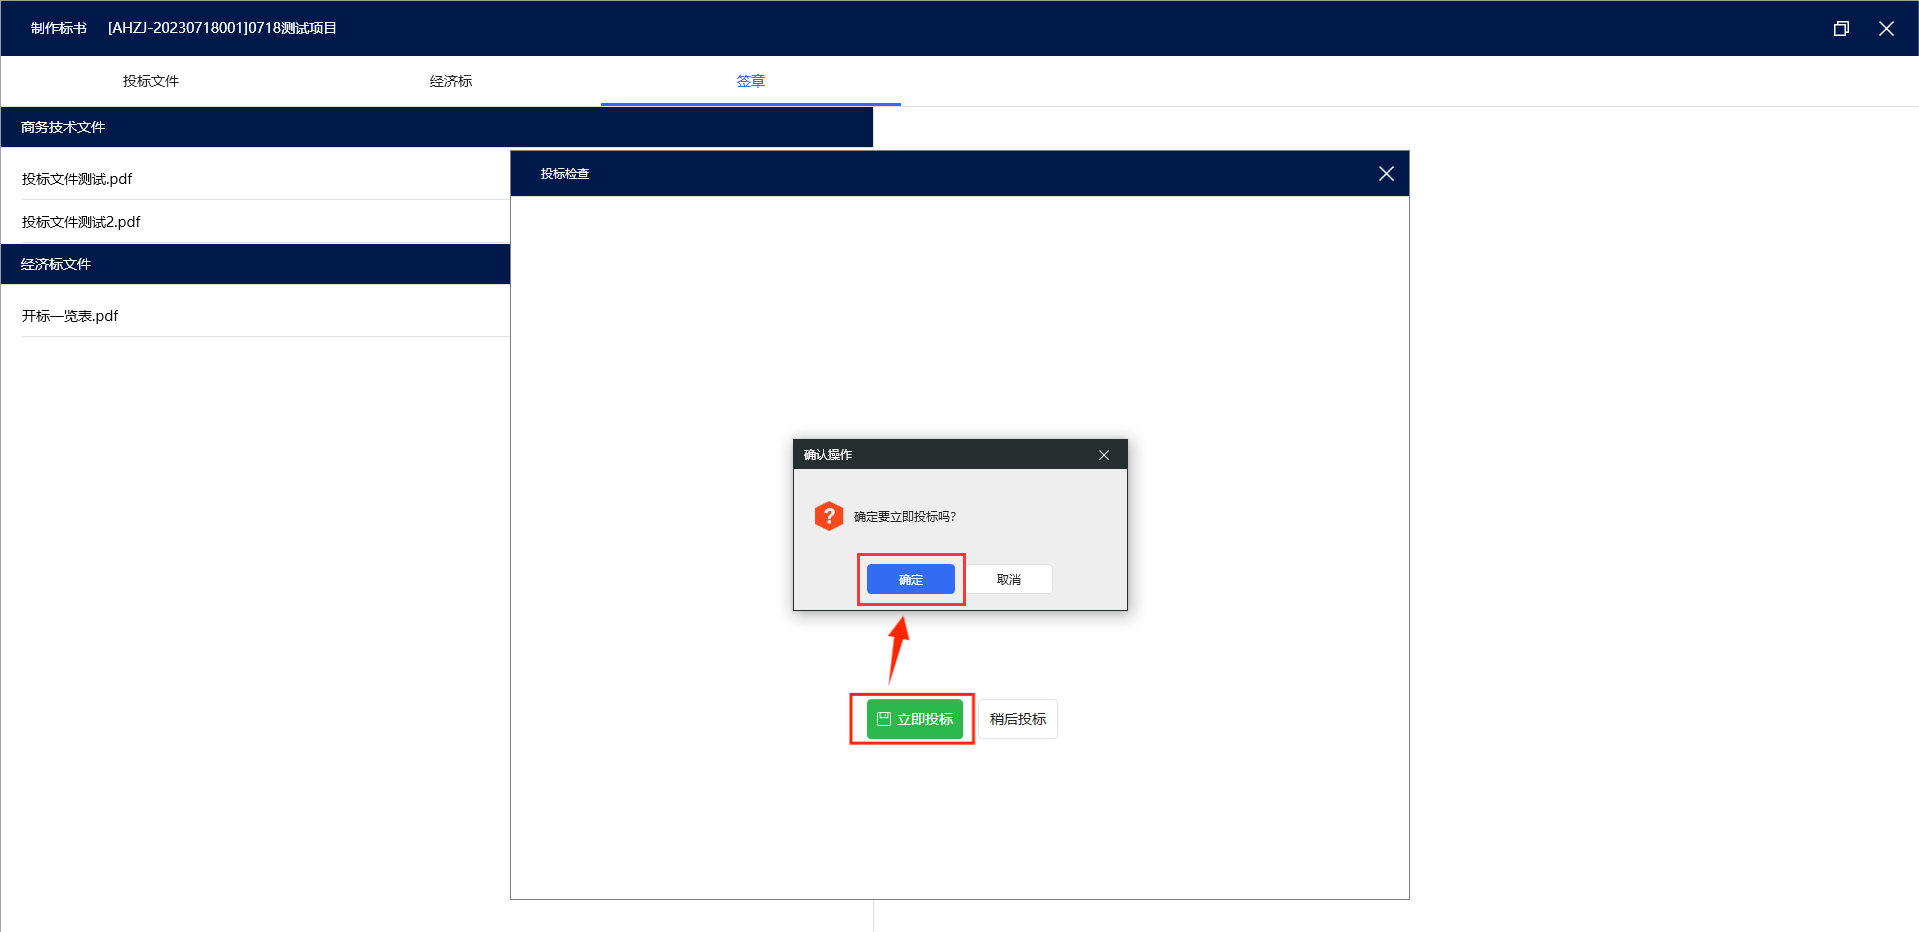 制作标书 [AHZJ-20230718001]0718测试项目
投标文件 经济标 签章
商务技术文件
投标文件测试.pdf
投标文件测试2.pdf
经济标文件
开标一览表.pdf
投标检查
确认操作
?
确定要立即投标吗?
确定 取消
立即投标 稍后投标